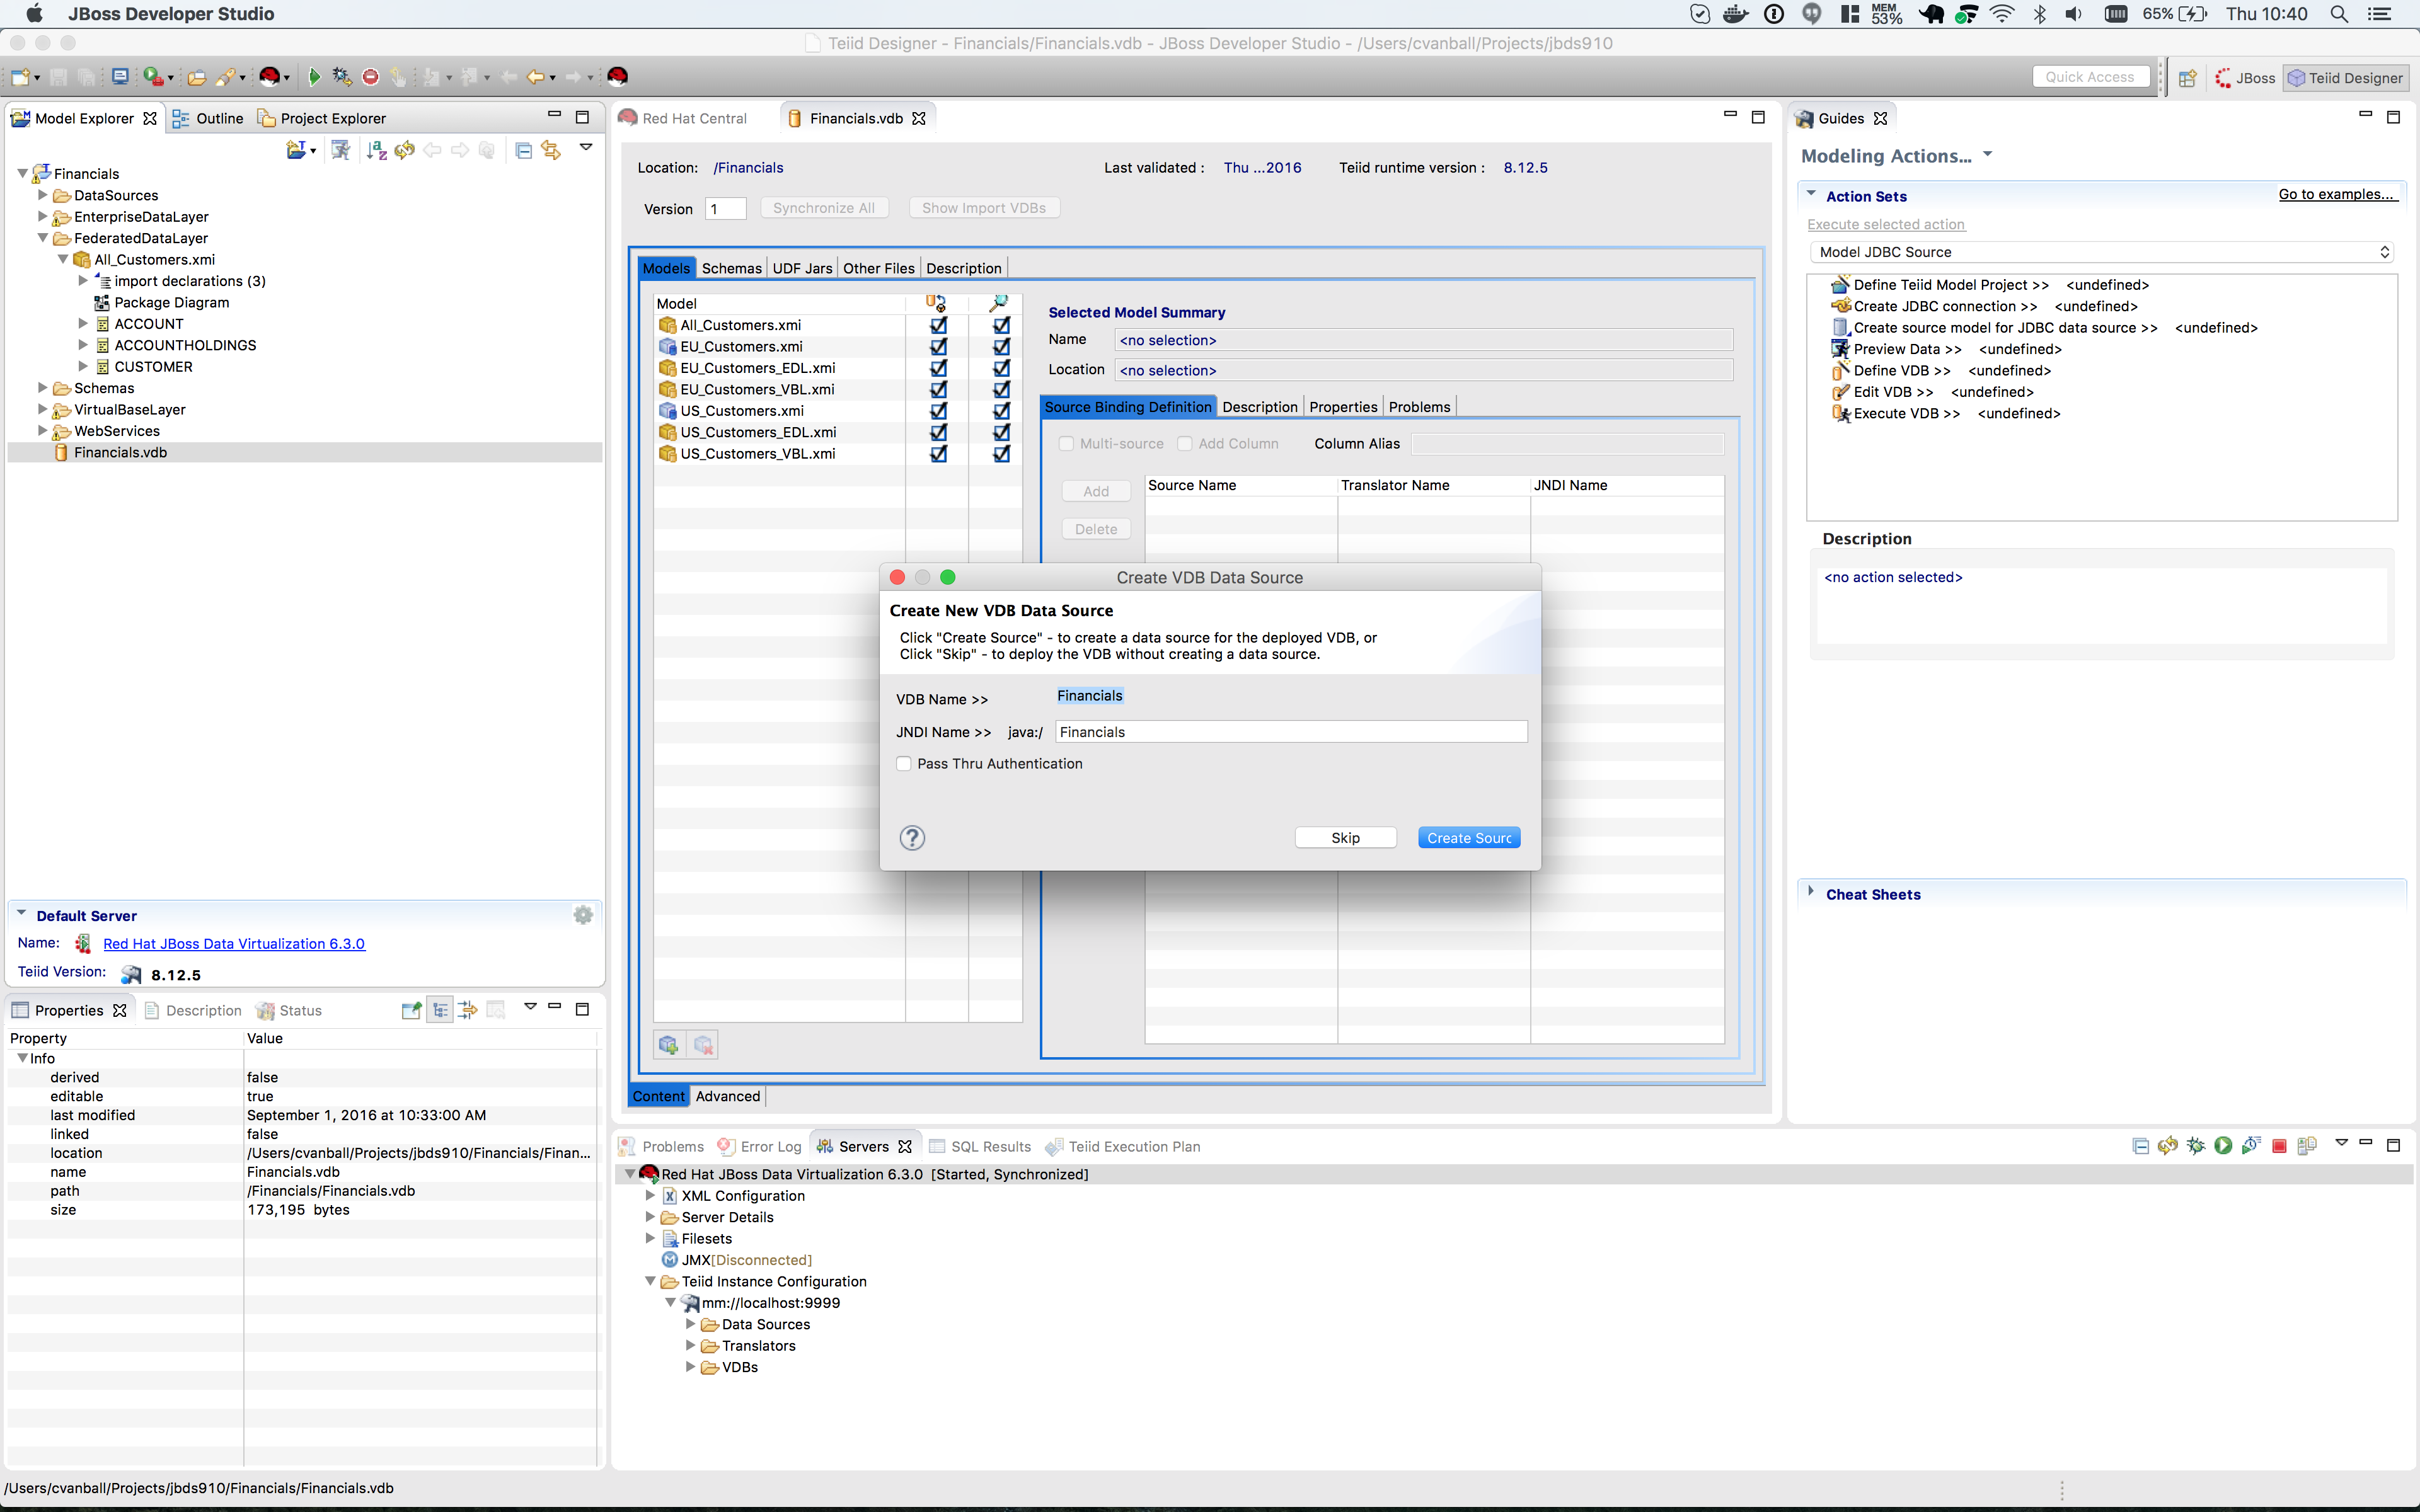 JBoss Developer Studio
MEM 53%
65%
Thu 10:40
Teiid Designer - Financials/Financials.vdb - JBoss Developer Studio - /Users/cvanball/Projects/jbds910
Quick Access
JBoss
Teiid Designer
Model Explorer
Outline
Project Explorer
Financials
DataSources
EnterpriseDataLayer
FederatedDataLayer
All_Customers.xmi
import declarations (3)
Package Diagram
ACCOUNT
ACCOUNTHOLDINGS
CUSTOMER
Schemas
VirtualBaseLayer
WebServices
Financials.vdb
Default Server
Name: Red Hat JBoss Data Virtualization 6.3.0
Teiid Version: 8.12.5
Properties
Description
Status
Property Value
Info
derived false
editable true
last modified September 1, 2016 at 10:33:00 AM
linked false
location /Users/cvanball/Projects/jbds910/Financials/Finan...
name Financials.vdb
path /Financials/Financials.vdb
size 173,195 bytes
/Users/cvanball/Projects/jbds910/Financials/Financials.vdb
Red Hat Central
Financials.vdb
Location: /Financials
Last validated : Thu ...2016
Teiid runtime version : 8.12.5
Version 1
Synchronize All
Show Import VDBs
Models Schemas UDF Jars Other Files Description
Model
All_Customers.xmi
EU_Customers.xmi
EU_Customers_EDL.xmi
EU_Customers_VBL.xmi
US_Customers.xmi
US_Customers_EDL.xmi
US_Customers_VBL.xmi
Selected Model Summary
Name <no selection>
Location <no selection>
Source Binding Definition Description Properties Problems
Multi-source Add Column Column Alias
Add
Delete
Source Name Translator Name JNDI Name
Create VDB Data Source
Create New VDB Data Source
Click "Create Source" - to create a data source for the deployed VDB, or
Click "Skip" - to deploy the VDB without creating a data source.
VDB Name >> Financials
JNDI Name >> java:/ Financials
Pass Thru Authentication
?
Skip
Create Sourc
Content Advanced
Problems
Error Log
Servers
SQL Results
Teiid Execution Plan
Red Hat JBoss Data Virtualization 6.3.0 [Started, Synchronized]
XML Configuration
Server Details
Filesets
JMX[Disconnected]
Teiid Instance Configuration
mm://localhost:9999
Data Sources
Translators
VDBs
Guides
Modeling Actions...
Action Sets
Go to examples...
Execute selected action
Model JDBC Source
Define Teiid Model Project >> <undefined>
Create JDBC connection >> <undefined>
Create source model for JDBC data source >> <undefined>
Preview Data >> <undefined>
Define VDB >> <undefined>
Edit VDB >> <undefined>
Execute VDB >> <undefined>
Description
<no action selected>
Cheat Sheets